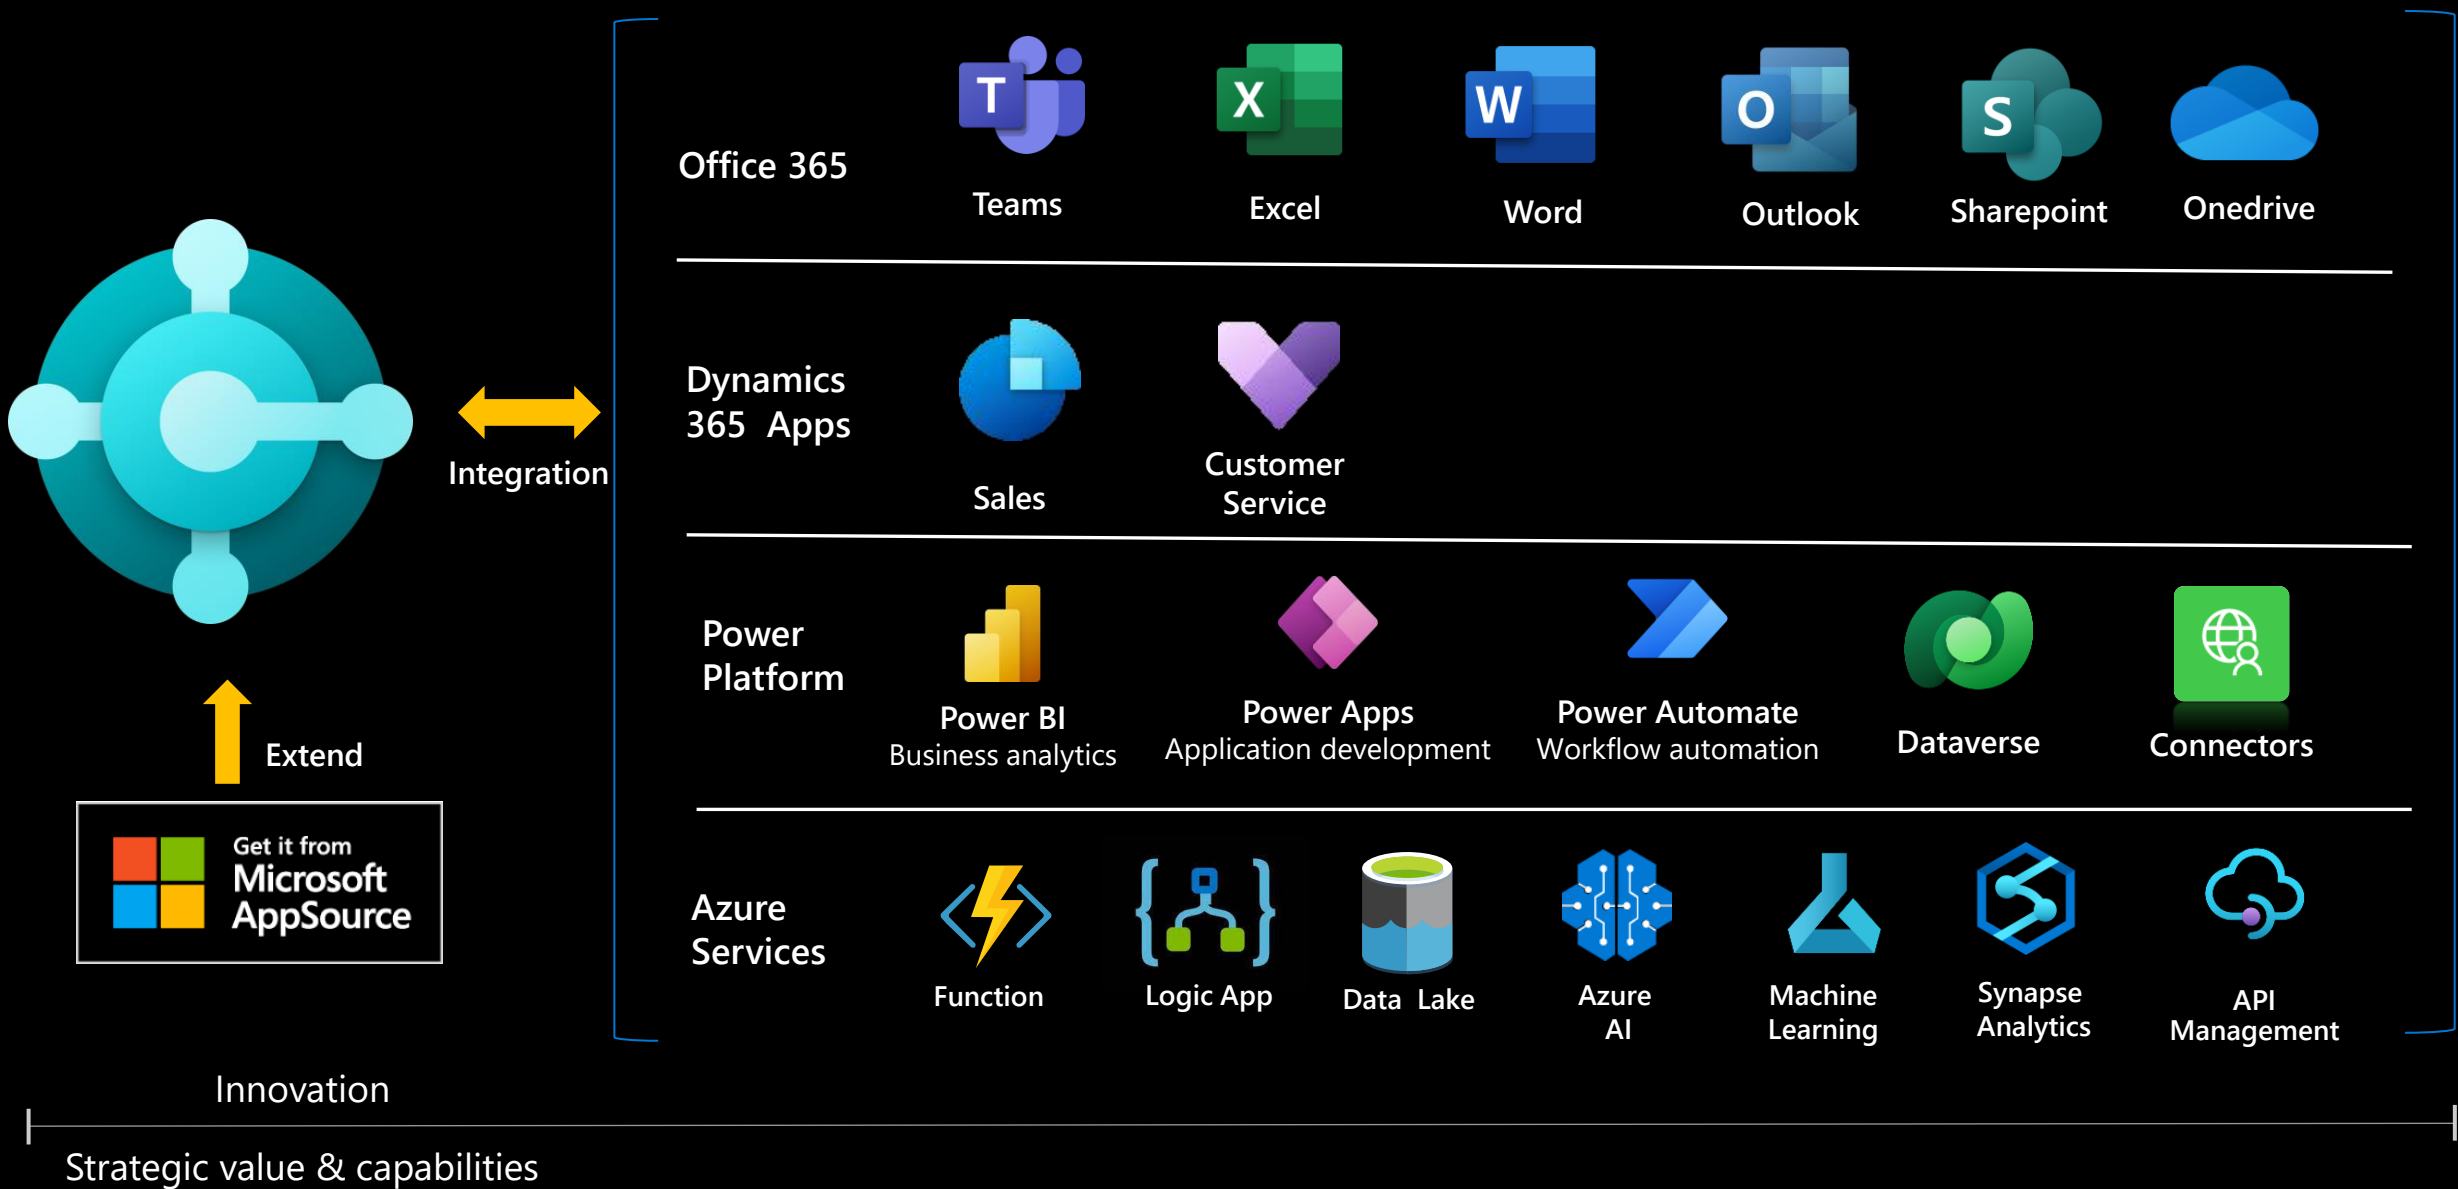 Office 365
T
Teams
X
Excel
W
Word
O
Outlook
S
Sharepoint
Onedrive
Integration
Dynamics
365  Apps
Sales
Customer
Service
Power
Platform
Power BI
Business analytics
Power Apps
Application development
Power Automate
Workflow automation
Dataverse
Connectors
Extend
Get it from
Microsoft
AppSource
Azure
Services
Function
Logic App
Data  Lake
Azure
AI
Machine
Learning
Synapse
Analytics
API
Management
Innovation
Strategic value & capabilities